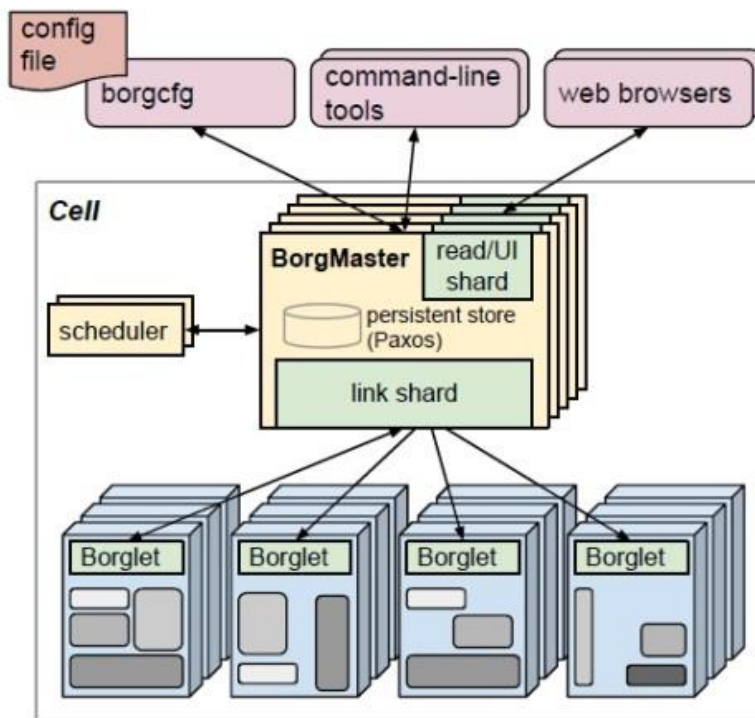 config
file
borgcfg
command-line
tools
web browsers
Cell
BorgMaster
read/UI
shard
persistent store
(Paxos)
scheduler
link shard
Borglet
Borglet
Borglet
Borglet